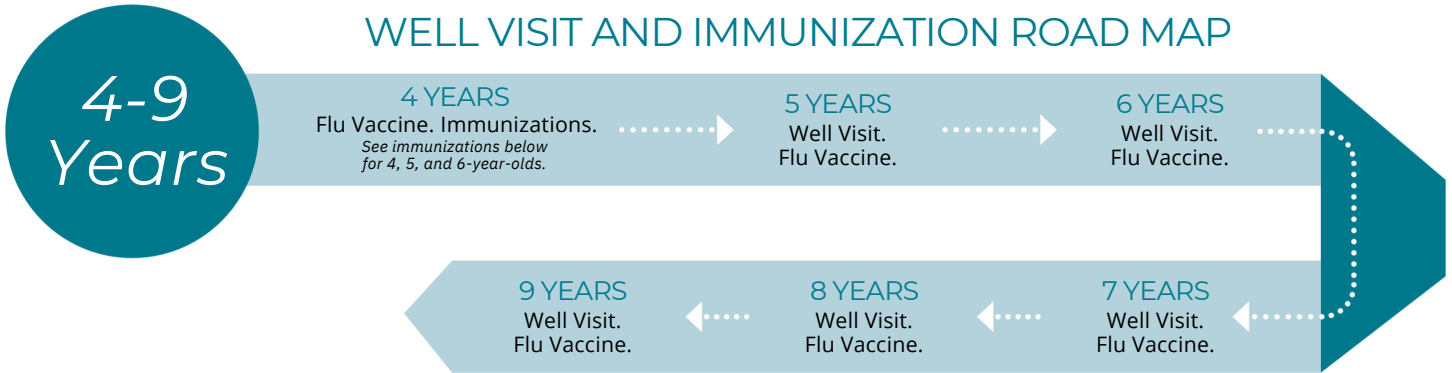 WELL VISIT AND IMMUNIZATION ROAD MAP
4-9
Years
4 YEARS
Flu Vaccine. Immunizations.
See immunizations below
for 4, 5, and 6-year-olds.
5 YEARS
Well Visit.
Flu Vaccine.
6 YEARS
Well Visit.
Flu Vaccine.
7 YEARS
Well Visit.
Flu Vaccine.
8 YEARS
Well Visit.
Flu Vaccine.
9 YEARS
Well Visit.
Flu Vaccine.